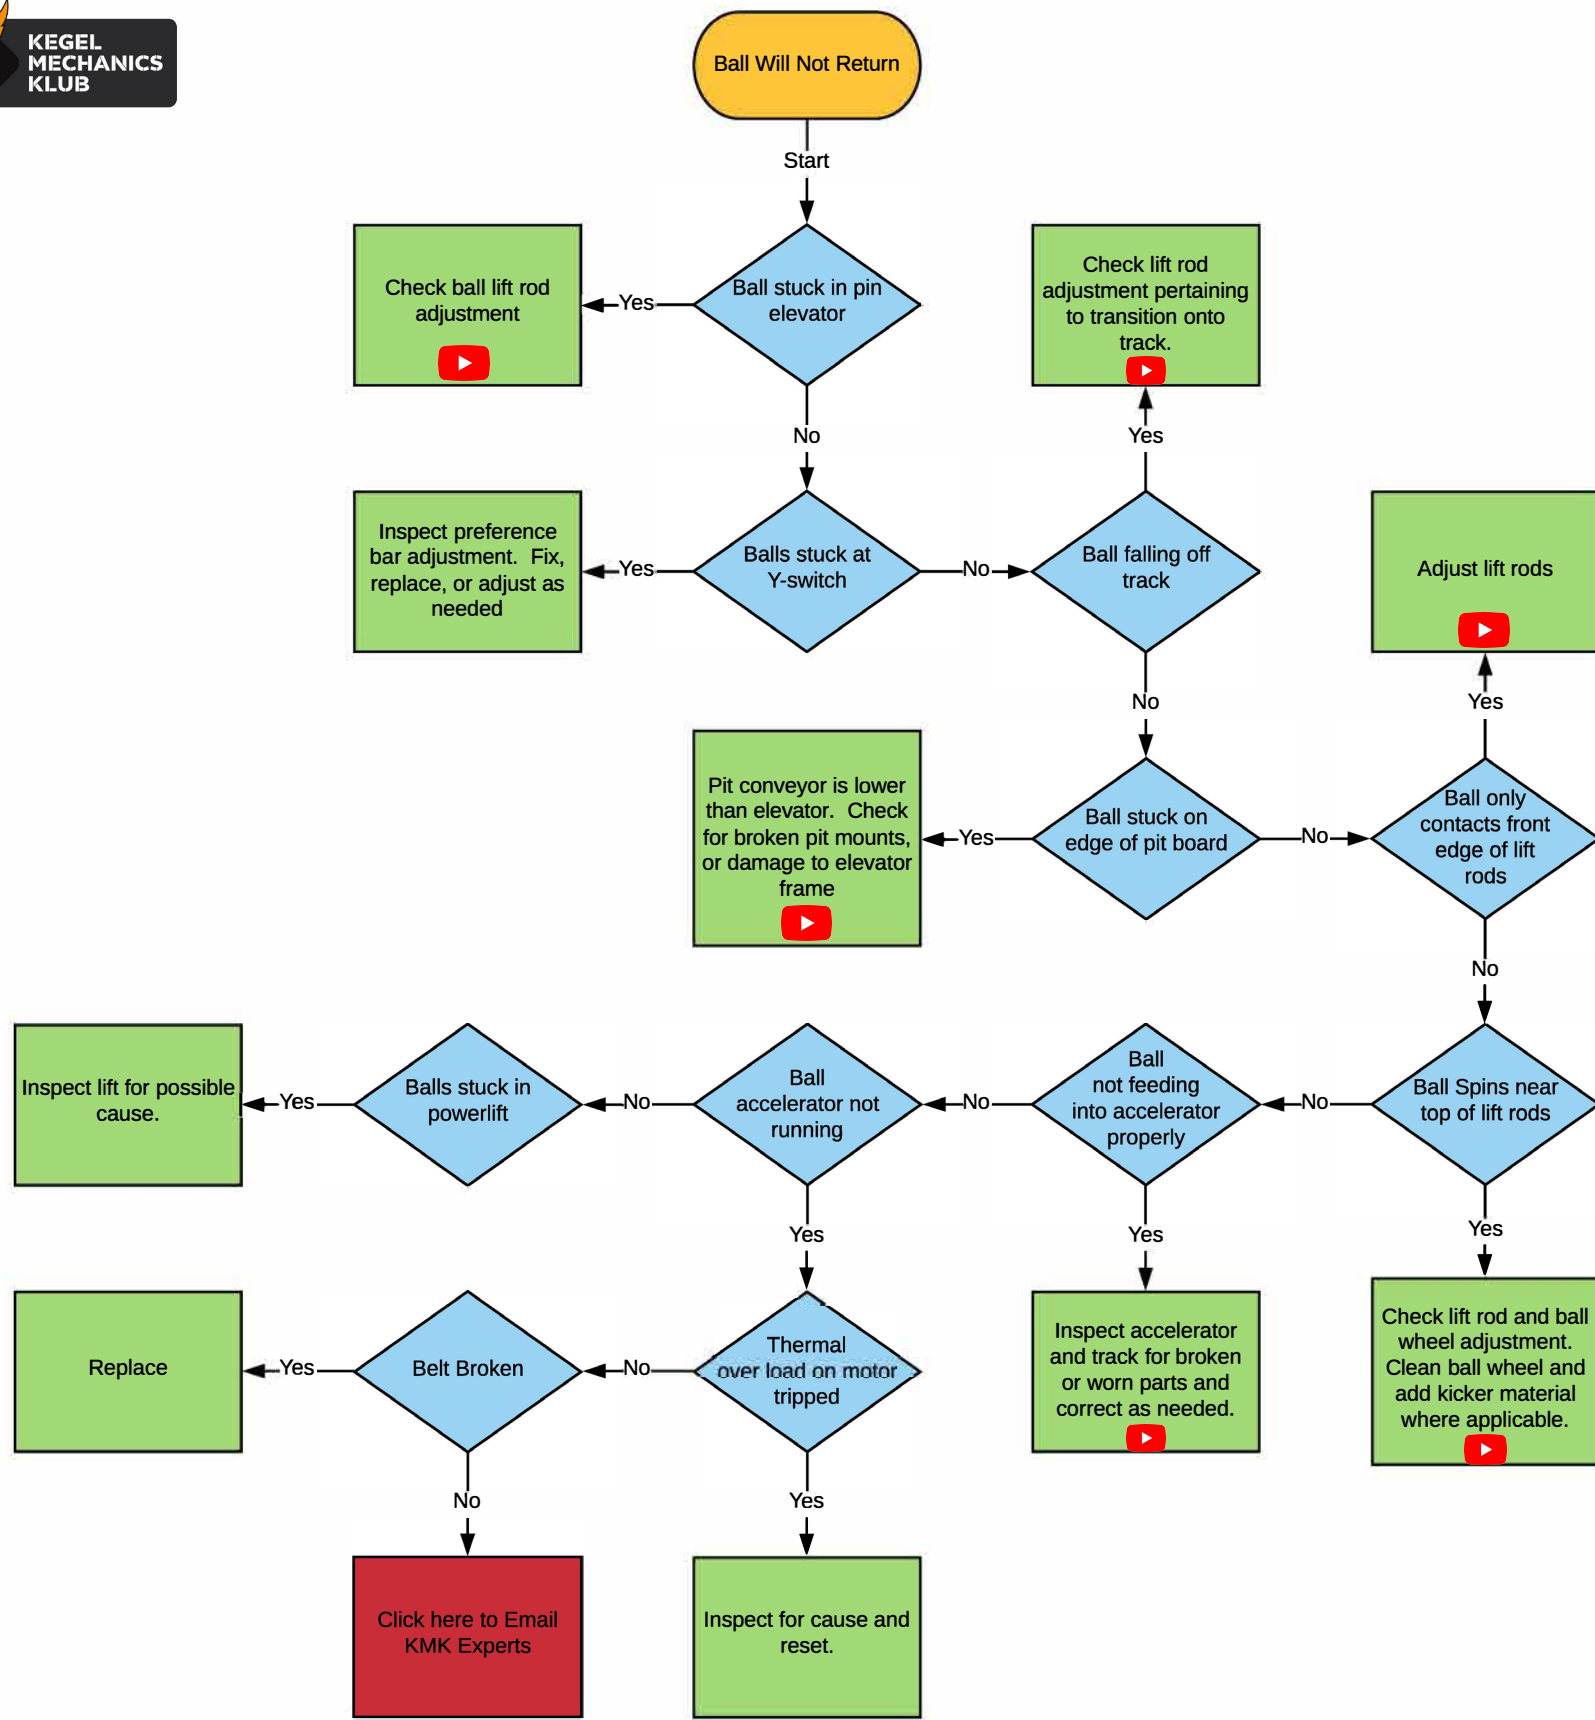 KEGEL
MECHANICS
KLUB
Ball Will Not Return
Start
Check ball lift rod
adjustment
Yes
Ball stuck in pin
elevator
Check lift rod
adjustment pertaining
to transition onto
track.
No
Yes
Inspect preference
bar adjustment.  Fix,
replace, or adjust as
needed
Yes
Balls stuck at
Y-switch
No
Ball falling off
track
Adjust lift rods
No
Yes
Pit conveyor is lower
than elevator.  Check
for broken pit mounts,
or damage to elevator
frame
Yes
Ball stuck on
edge of pit board
No
Ball only
contacts front
edge of lift
rods
No
Inspect lift for possible
cause.
Yes
Balls stuck in
powerlift
No
Ball
accelerator not
running
No
Ball
not feeding
into accelerator
properly
No
Ball Spins near
top of lift rods
Yes
Yes
Yes
Replace
Yes
Belt Broken
No
Thermal
over load on motor
tripped
Inspect accelerator
and track for broken
or worn parts and
correct as needed.
Check lift rod and ball
wheel adjustment.
Clean ball wheel and
add kicker material
where applicable.
No
Yes
Click here to Email
KMK Experts
Inspect for cause and
reset.